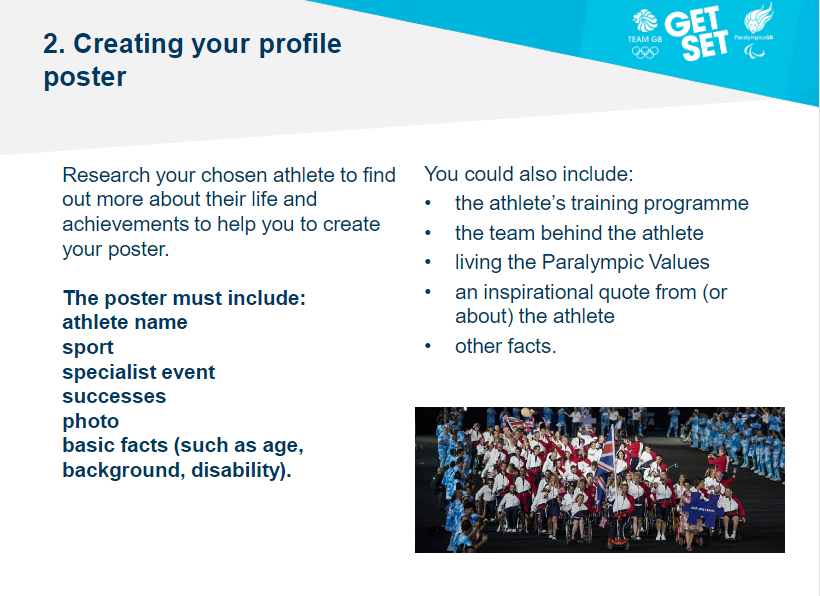 2. Creating your profile
poster
TEAM GB
GET
SET
ParalympicsGB
Research your chosen athlete to find
out more about their life and
achievements to help you to create
your poster.
The poster must include:
athlete name
sport
specialist event
successes
photo
basic facts (such as age,
background, disability).
You could also include:
• the athlete’s training programme
• the team behind the athlete
• living the Paralympic Values
• an inspirational quote from (or
about) the athlete
• other facts.